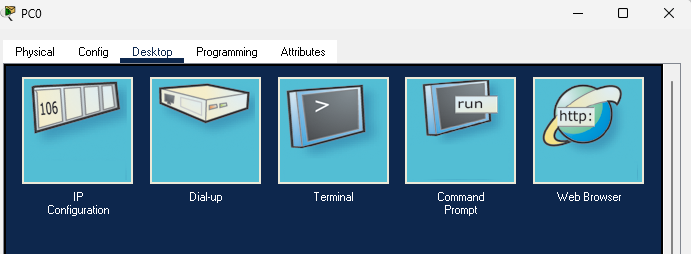 PC0
Physical Config Desktop Programming Attributes
106
>
run
http:
IP
Configuration
Dial-up
Terminal
Command
Prompt
Web Browser